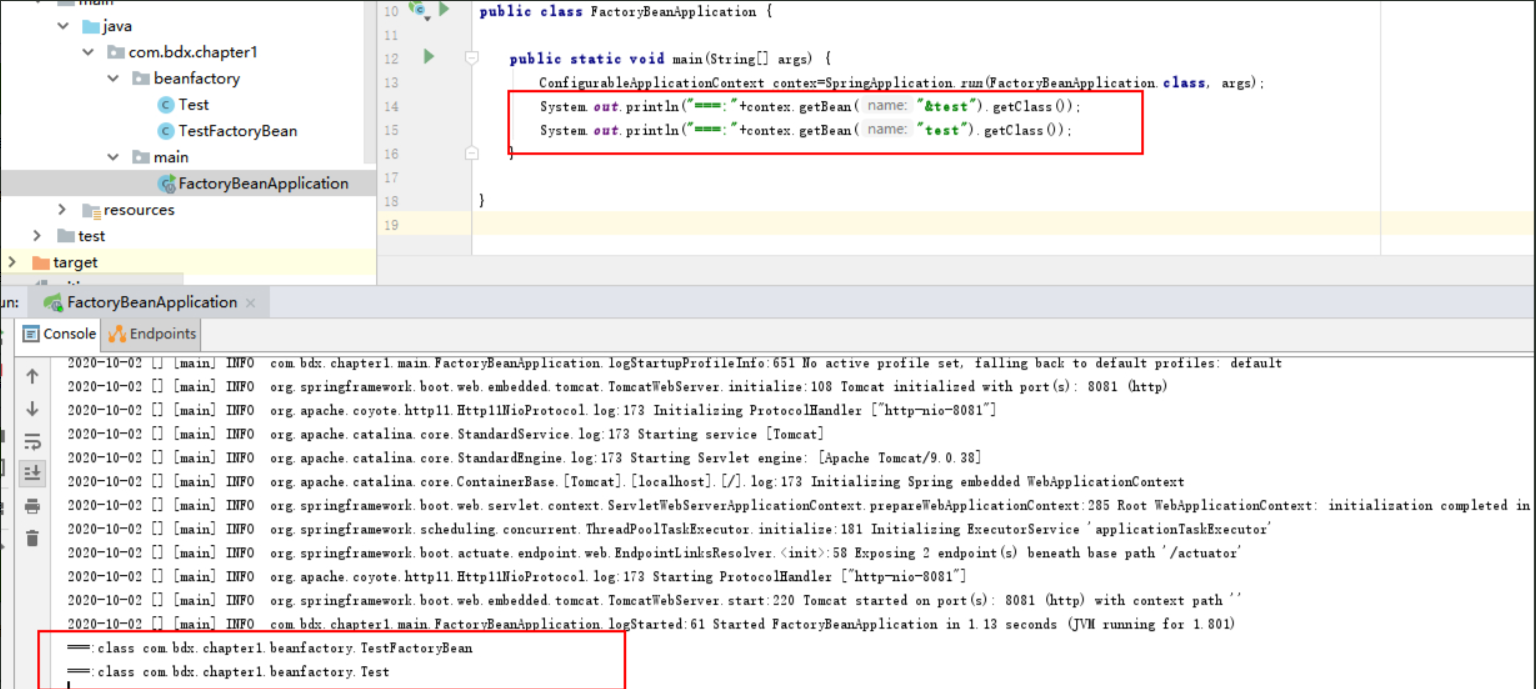 main
java
com.bdx.chapter1
beanfactory
Test
TestFactoryBean
main
FactoryBeanApplication
resources
test
target
10 public class FactoryBeanApplication {
11
12 public static void main(String[] args) {
13 ConfigurableApplicationContext contex=SpringApplication.run(FactoryBeanApplication.class, args);
14 System.out.println("===:"+contex.getBean( name: "&test").getClass());
15 System.out.println("===:"+contex.getBean( name: "test").getClass());
16 }
17
18 }
19
un: FactoryBeanApplication ×
Console Endpoints
2020-10-02 [] [main] INFO com.bdx.chapter1.main.FactoryBeanApplication.logStartupProfileInfo:651 No active profile set, falling back to default profiles: default
2020-10-02 [] [main] INFO org.springframework.boot.web.embedded.tomcat.TomcatWebServer.initialize:108 Tomcat initialized with port(s): 8081 (http)
2020-10-02 [] [main] INFO org.apache.coyote.http11.Http11NioProtocol.log:173 Initializing ProtocolHandler ["http-nio-8081"]
2020-10-02 [] [main] INFO org.apache.catalina.core.StandardService.log:173 Starting service [Tomcat]
2020-10-02 [] [main] INFO org.apache.catalina.core.StandardEngine.log:173 Starting Servlet engine: [Apache Tomcat/9.0.38]
2020-10-02 [] [main] INFO org.apache.catalina.core.ContainerBase.[Tomcat].[localhost].[/].log:173 Initializing Spring embedded WebApplicationContext
2020-10-02 [] [main] INFO org.springframework.boot.web.servlet.context.ServletWebServerApplicationContext.prepareWebApplicationContext:285 Root WebApplicationContext: initialization completed in
2020-10-02 [] [main] INFO org.springframework.scheduling.concurrent.ThreadPoolTaskExecutor.initialize:181 Initializing ExecutorService 'applicationTaskExecutor'
2020-10-02 [] [main] INFO org.springframework.boot.actuate.endpoint.web.EndpointLinksResolver.<init>:58 Exposing 2 endpoint(s) beneath base path '/actuator'
2020-10-02 [] [main] INFO org.apache.coyote.http11.Http11NioProtocol.log:173 Starting ProtocolHandler ["http-nio-8081"]
2020-10-02 [] [main] INFO org.springframework.boot.web.embedded.tomcat.TomcatWebServer.start:220 Tomcat started on port(s): 8081 (http) with context path ''
2020-10-02 [] [main] INFO com.bdx.chapter1.main.FactoryBeanApplication.logStarted:61 Started FactoryBeanApplication in 1.13 seconds (JVM running for 1.801)
===:class com.bdx.chapter1.beanfactory.TestFactoryBean
===:class com.bdx.chapter1.beanfactory.Test